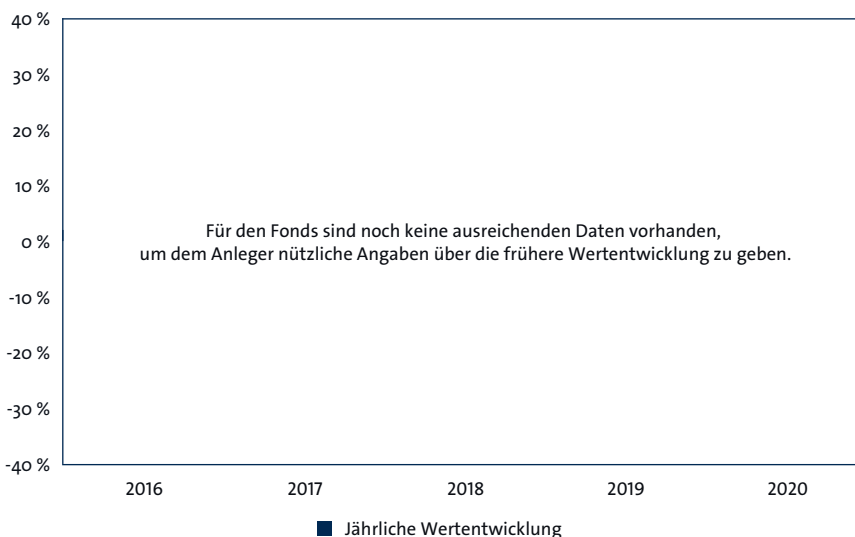 40 %
30 %
20 %
10 %
0 %
-10 %
-20 %
-30 %
-40 %
Für den Fonds sind noch keine ausreichenden Daten vorhanden,
um dem Anleger nützliche Angaben über die frühere Wertentwicklung zu geben.
2016 2017 2018 2019 2020
Jährliche Wertentwicklung